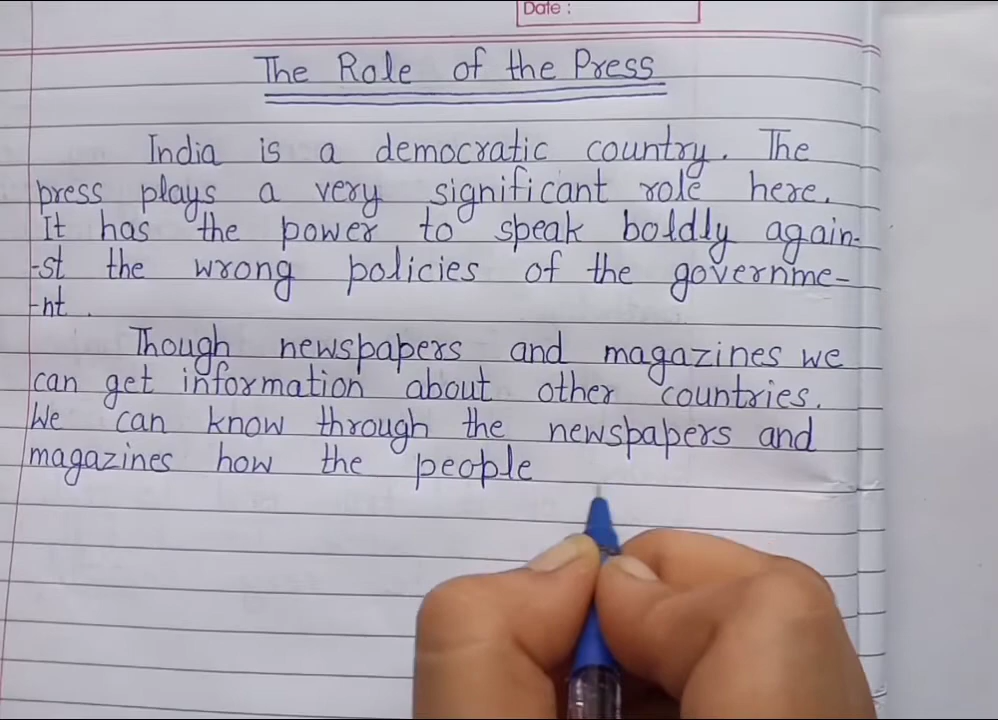 Date :
The Role of the Press
India is a democratic country. The
press plays a very significant role here.
It has the power to speak boldly again-
-st the wrong policies of the governme-
-nt.
Though newspapers and magazines we
can get information about other countries.
We can know through the newspapers and
magazines how the people